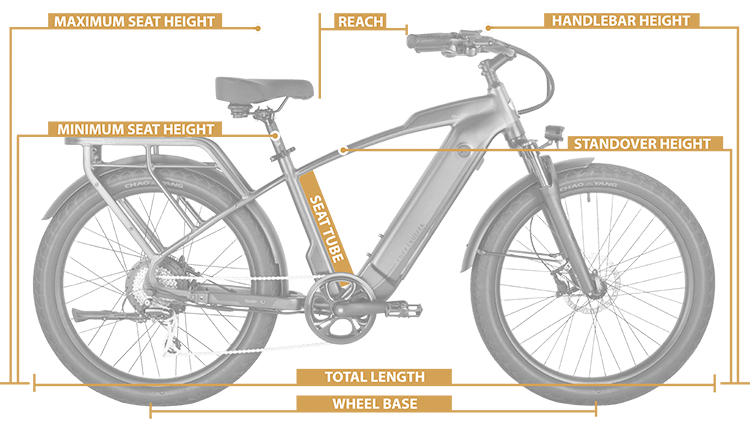 MAXIMUM SEAT HEIGHT
REACH
HANDLEBAR HEIGHT
MINIMUM SEAT HEIGHT
STANDOVER HEIGHT
CHAO YANG
CHAO YANG
SEAT TUBE
TOTAL LENGTH
WHEEL BASE